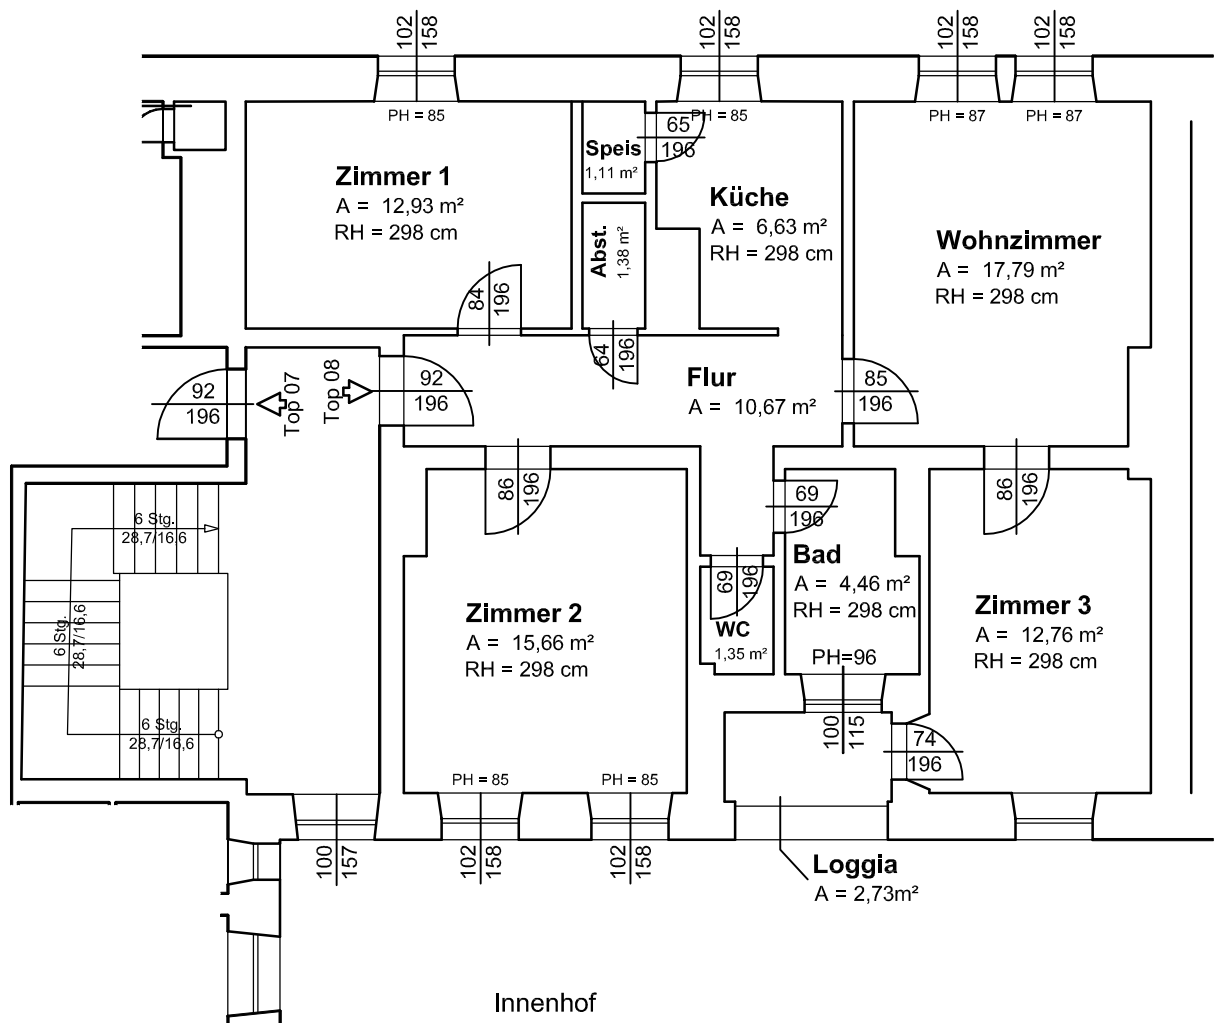 102
158
102
158
102
158
102
158
PH = 85
PH = 85
PH = 87
PH = 87
65
196
Speis
1,11 m²
Zimmer 1
A = 12,93 m²
RH = 298 cm
Küche
A = 6,63 m²
RH = 298 cm
Abst.
1,38 m²
Wohnzimmer
A = 17,79 m²
RH = 298 cm
84
196
64
196
92
196
Top 07
Top 08
92
196
Flur
A = 10,67 m²
85
196
86
196
69
196
86
196
6 Stg.
28,7/16,6
6 Stg.
28,7/16,6
6 Stg.
28,7/16,6
69
196
Bad
A = 4,46 m²
RH = 298 cm
PH=96
Zimmer 2
A = 15,66 m²
RH = 298 cm
WC
1,35 m²
Zimmer 3
A = 12,76 m²
RH = 298 cm
100
115
74
196
PH = 85
PH = 85
100
157
102
158
102
158
Loggia
A = 2,73m²
Innenhof